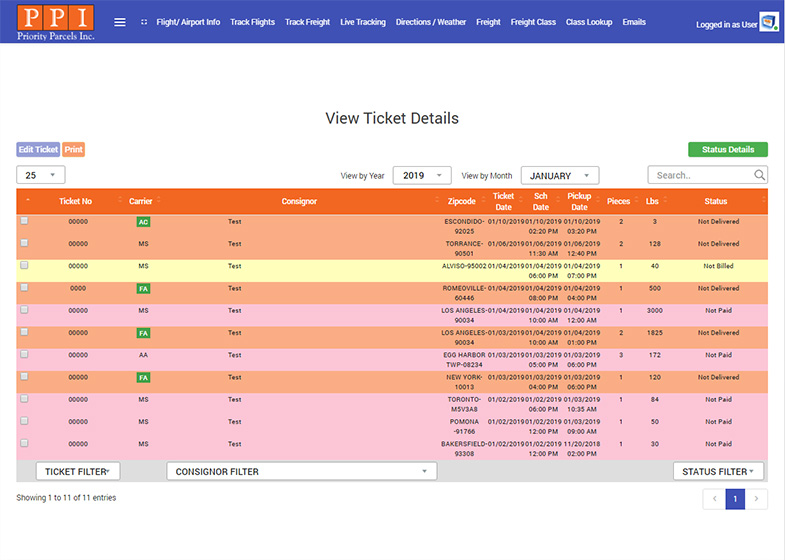 PPI
Priority Parcels Inc.
Flight/ Airport Info Track Flights Track Freight Live Tracking Directions / Weather Freight Freight Class Class Lookup Emails Logged in as User
View Ticket Details
Edit Ticket Print Status Details
25 View by Year 2019 View by Month JANUARY Search..
Ticket No Carrier Consignor Zipcode Ticket Date Sch Date Pickup Date Pieces Lbs Status
00000 AC Test ESCONDIDO- 01/10/2019 01/10/2019 01/10/2019 2 3 Not Delivered
92025 02:20 PM 03:20 PM
00000 MS Test TORRANCE- 01/06/2019 01/06/2019 01/06/2019 2 128 Not Delivered
90501 11:30 AM 12:40 PM
00000 MS Test ALVISO-95002 01/04/2019 01/04/2019 01/04/2019 1 40 Not Billed
06:00 PM 07:00 PM
0000 FA Test ROMEOVILLE- 01/04/2019 01/04/2019 01/04/2019 1 500 Not Delivered
60446 08:00 PM 04:00 PM
00000 MS Test LOS ANGELES- 01/04/2019 01/04/2019 01/04/2019 1 3000 Not Paid
90034 10:00 AM 12:00 AM
00000 FA Test LOS ANGELES- 01/03/2019 01/03/2019 01/04/2019 2 1825 Not Delivered
90034 10:00 AM 01:00 PM
00000 AA Test EGG HARBOR 01/03/2019 01/03/2019 01/03/2019 3 172 Not Paid
TWP-08234 05:00 PM 06:00 PM
00000 FA Test NEW YORK- 01/03/2019 01/03/2019 01/03/2019 1 120 Not Delivered
10013 04:00 PM 06:00 PM
00000 MS Test TORONTO- 01/02/2019 01/02/2019 01/03/2019 1 84 Not Paid
M5V3A8 06:00 PM 10:35 AM
00000 MS Test POMONA 01/02/2019 01/02/2019 01/03/2019 1 50 Not Paid
-91766 12:00 PM 09:00 AM
00000 MS Test BAKERSFIELD- 01/02/2019 01/02/2019 11/20/2018 1 30 Not Paid
93308 12:00 PM 02:00 PM
TICKET FILTER CONSIGNOR FILTER STATUS FILTER
Showing 1 to 11 of 11 entries
< 1 >